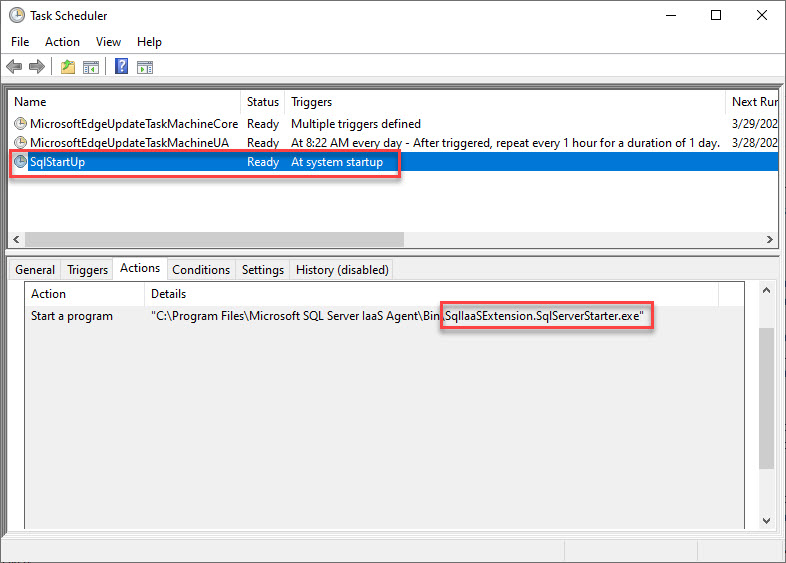 Task Scheduler
File Action View Help
Name Status Triggers Next Run
MicrosoftEdgeUpdateTaskMachineCore Ready Multiple triggers defined 3/29/202
MicrosoftEdgeUpdateTaskMachineUA Ready At 8:22 AM every day - After triggered, repeat every 1 hour for a duration of 1 day. 3/28/202
SqlStartUp Ready At system startup
General Triggers Actions Conditions Settings History (disabled)
Action Details
Start a program "C:\Program Files\Microsoft SQL Server IaaS Agent\Bin\SqlIaaSExtension.SqlServerStarter.exe"